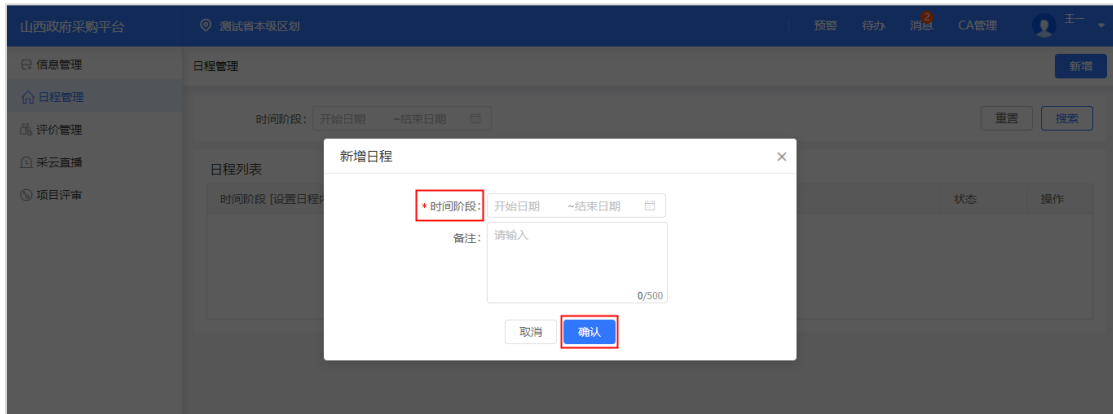 山西政府采购平台 测试省本级区划 预警 待办 消息 2 CA管理 王一
信息管理 日程管理 新增
日程管理
时间阶段: 开始日期 ~结束日期 重置 搜索
评价管理
采云直播
项目评审
日程列表
时间阶段 [设置日程 状态 操作
新增日程
* 时间阶段: 开始日期 ~结束日期
备注: 请输入
0/500
取消 确认